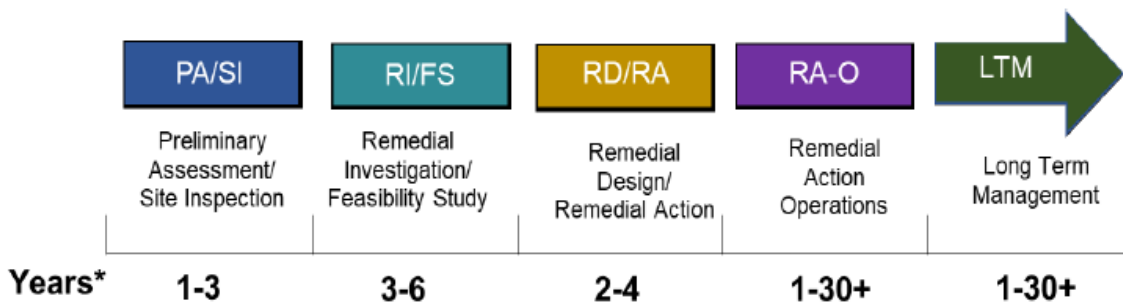 PA/SI
RI/FS
RD/RA
RA-O
LTM
Preliminary
Assessment/
Site Inspection
Remedial
Investigation/
Feasibility Study
Remedial
Design/
Remedial Action
Remedial
Action
Operations
Long Term
Management
Years* 1-3 3-6 2-4 1-30+ 1-30+